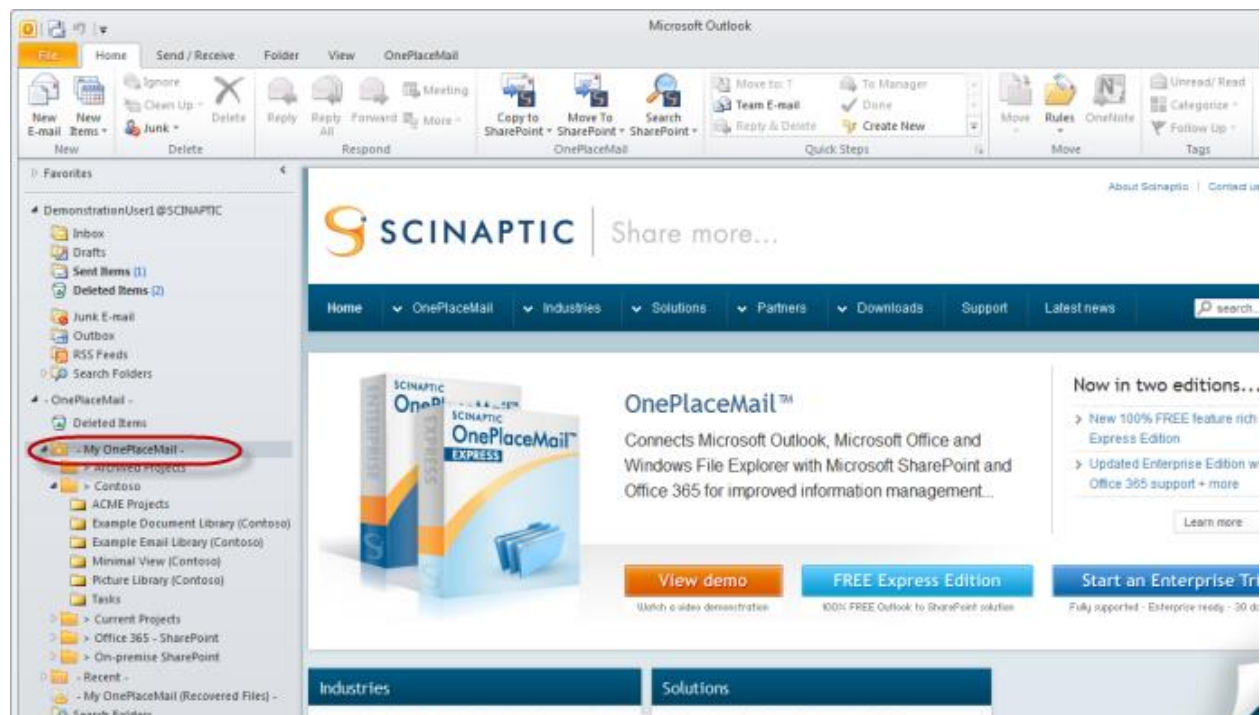 Microsoft Outlook
File Home Send / Receive Folder View OnePlaceMail
New E-mail
New Items
Ignore
Clean Up
Junk
Delete
Reply
Reply All
Forward
Meeting
More
Copy to SharePoint
Move To SharePoint
Search SharePoint
Move to: ?
Team E-mail
Reply & Delete
To Manager
Done
Create New
Move
Rules
OneNote
Unread/ Read
Categorize
Follow Up
New Delete Respond OnePlaceMail Quick Steps Move Tags
Favorites
DemonstrationUser1@SCINAPTIC
Inbox
Drafts
Sent Items (1)
Deleted Items (2)
Junk E-mail
Outbox
RSS Feeds
Search Folders
- OnePlaceMail -
Deleted Items
- My OnePlaceMail -
> Archived Projects
> Contoso
ACME Projects
Example Document Library (Contoso)
Example Email Library (Contoso)
Minimal View (Contoso)
Picture Library (Contoso)
Tasks
> Current Projects
> Office 365 - SharePoint
> On-premise SharePoint
- Recent -
- My OnePlaceMail (Recovered Files) -
Search Folders
About Scinaptic | Contact us
SCINAPTIC Share more...
Home OnePlaceMail Industries Solutions Partners Downloads Support Latest news search...
SCINAPTIC
ENTERPRISE
SCINAPTIC
OnePlaceMail™
EXPRESS
EXPRESS
OnePlaceMail™
Connects Microsoft Outlook, Microsoft Office and
Windows File Explorer with Microsoft SharePoint and
Office 365 for improved information management...
Now in two editions...
> New 100% FREE feature rich
Express Edition
> Updated Enterprise Edition w
Office 365 support + more
Learn more
View demo
Watch a video demonstration
FREE Express Edition
100% FREE Outlook to SharePoint solution
Start an Enterprise Tri
Fully supported - Enterprise ready - 30 da
Industries
Solutions